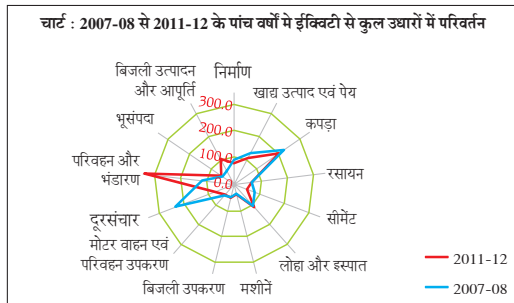 चार्ट : 2007-08 से 2011-12 के पांच वर्षों मे ईक्विटी से कुल उधारों में परिवर्तन
निर्माण
खाद्य उत्पाद एवं पेय
कपड़ा
रसायन
सीमेंट
लोहा और इस्पात
मशीनें
बिजली उपकरण
मोटर वाहन एवं
परिवहन उपकरण
दूरसंचार
परिवहन और
भंडारण
भूसंपदा
बिजली उत्पादन
और आपूर्ति
300.0
200.0
100.0
0.0
2011-12
2007-08